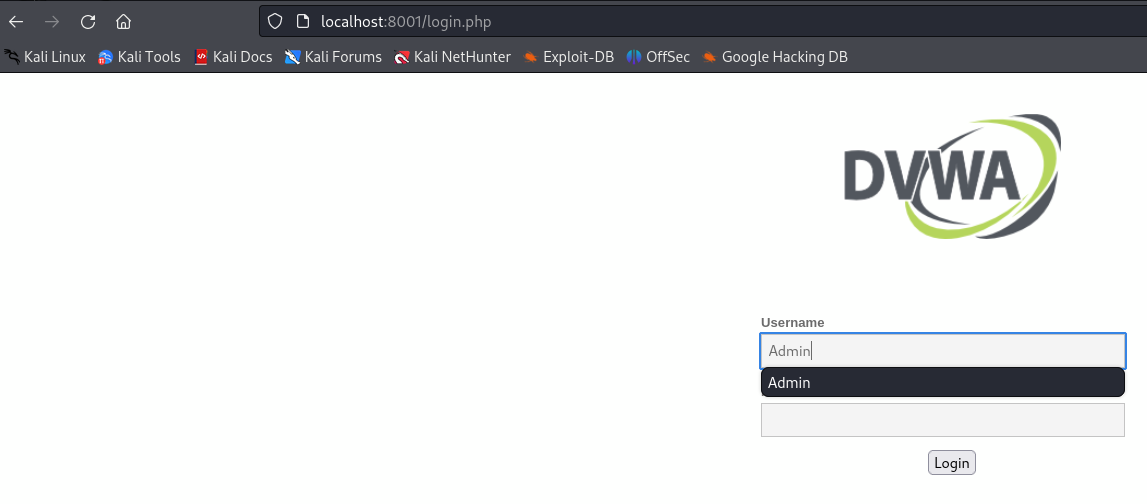 localhost:8001/login.php
Kali Linux Kali Tools Kali Docs Kali Forums Kali NetHunter Exploit-DB OffSec Google Hacking DB
DVWA
Username
Admin
Admin
Login